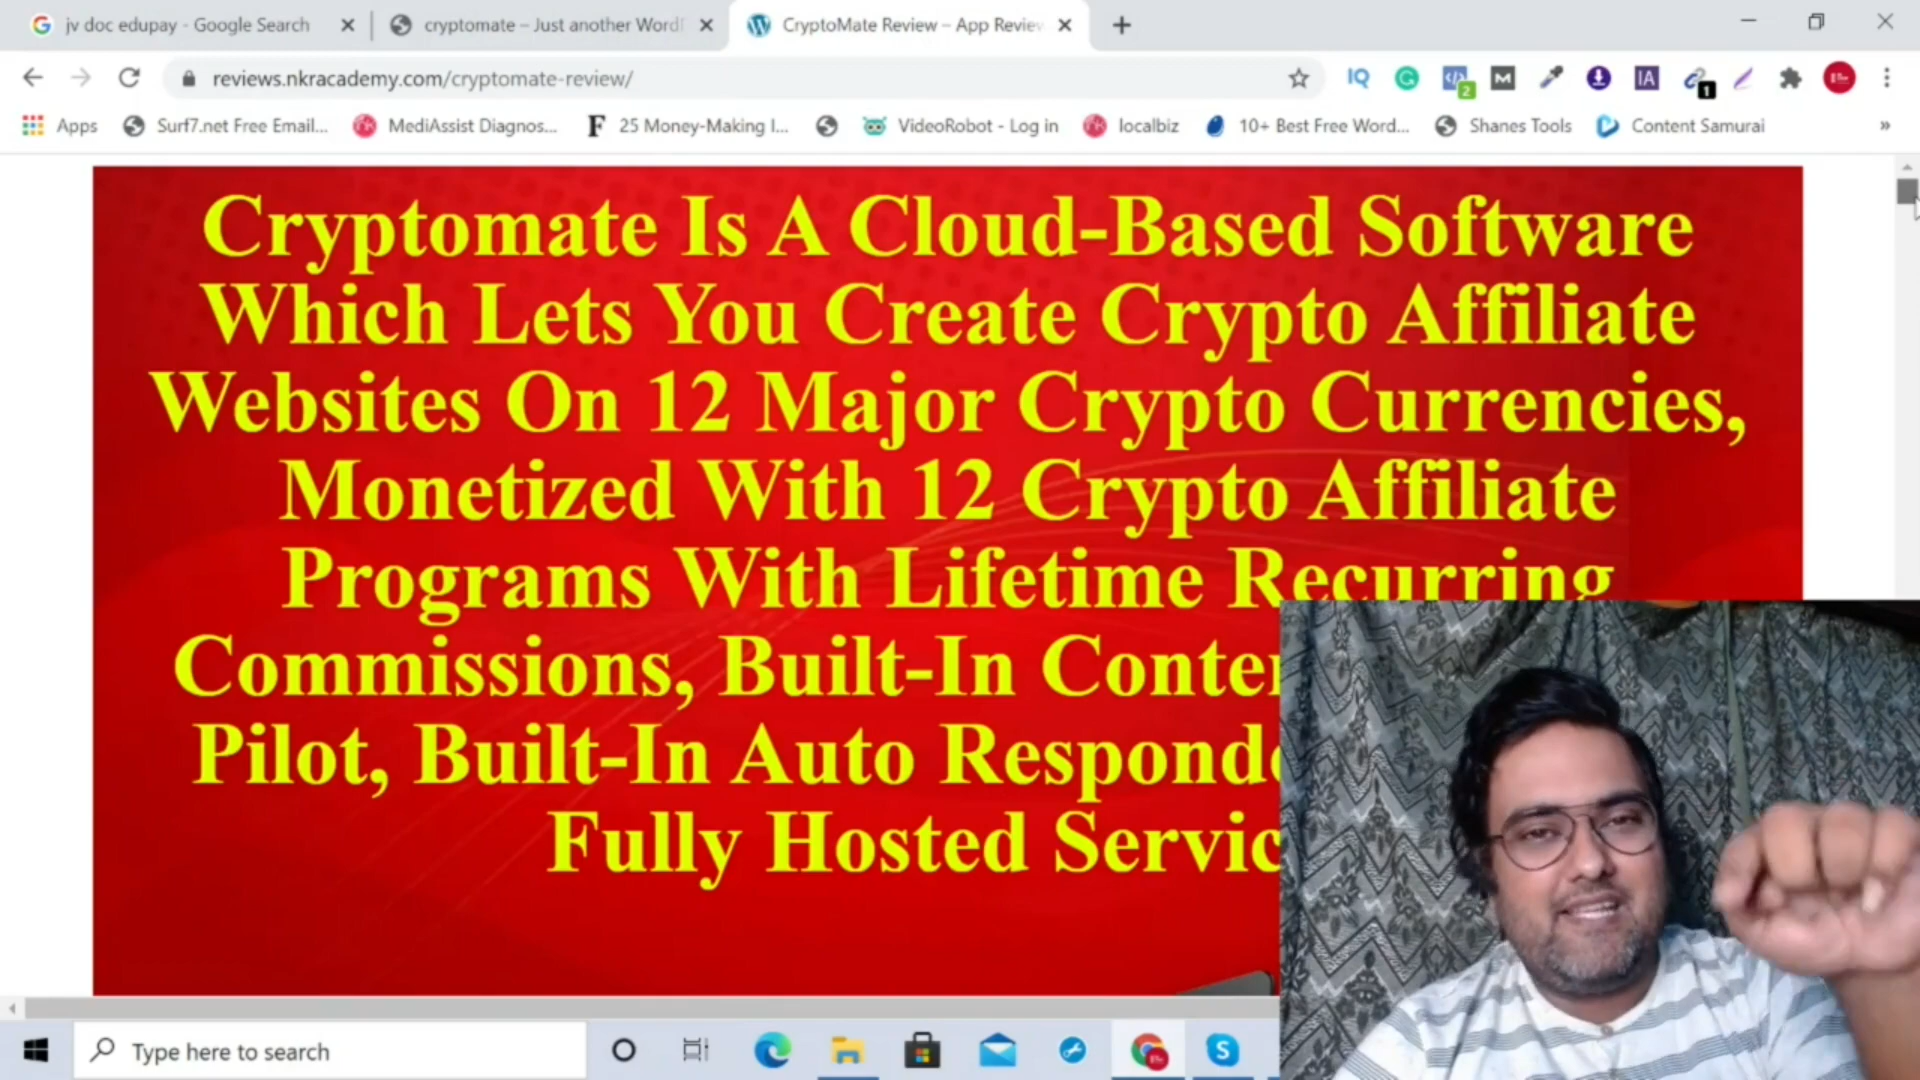 jv doc edupay - Google Search
cryptomate – Just another Word
CryptoMate Review – App Review
reviews.nkracademy.com/cryptomate-review/
IQ
2
M
IA
1
Apps
Surf7.net Free Email...
MediAssist Diagnos...
25 Money-Making I...
VideoRobot - Log in
localbiz
10+ Best Free Word...
Shanes Tools
Content Samurai
»
Cryptomate Is A Cloud-Based Software
Which Lets You Create Crypto Affiliate
Websites On 12 Major Crypto Currencies,
Monetized With 12 Crypto Affiliate
Programs With Lifetime Recurring
Commissions, Built-In
Pilot, Built-In Auto
Fully Hosted
Type here to search